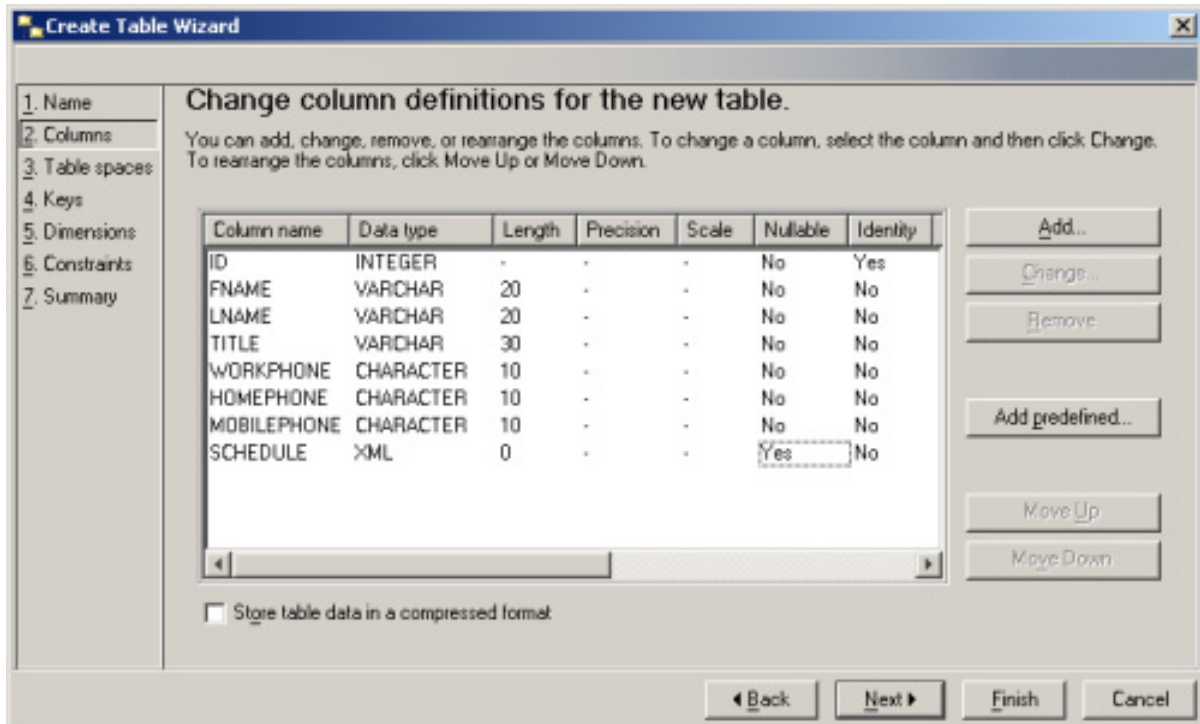 Create Table Wizard
1. Name
2. Columns
3. Table spaces
4. Keys
5. Dimensions
6. Constraints
7. Summary
Change column definitions for the new table.
You can add, change, remove, or rearrange the columns. To change a column, select the column and then click Change.
To rearrange the columns, click Move Up or Move Down.
Column name Data type Length Precision Scale Nullable Identity
ID INTEGER - - - No Yes
FNAME VARCHAR 20 - - No No
LNAME VARCHAR 20 - - No No
TITLE VARCHAR 30 - - No No
WORKPHONE CHARACTER 10 - - No No
HOMEPHONE CHARACTER 10 - - No No
MOBILEPHONE CHARACTER 10 - - No No
SCHEDULE XML 0 - - Yes No
Add...
Change...
Remove
Add predefined...
Move Up
Move Down
Store table data in a compressed format
Back Next Finish Cancel